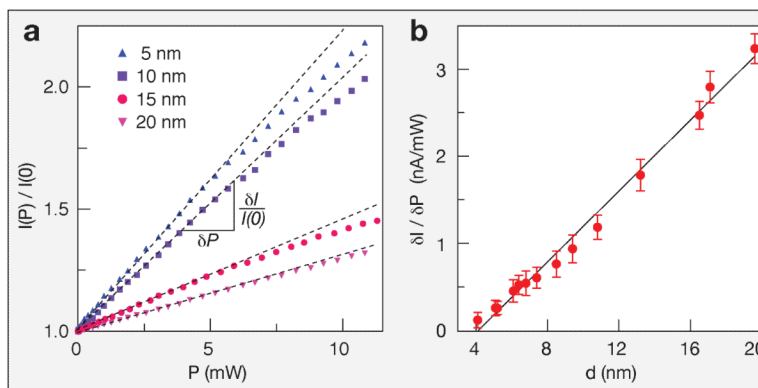 a
5 nm
10 nm
15 nm
20 nm
I(P) / I(0)
2.0
1.5
1.0
δI
I(0)
δP
0
5
10
P (mW)
b
δI / δP (nA/mW)
3
2
1
0
4
8
12
16
20
d (nm)